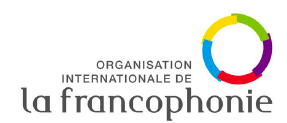 ORGANISATION
INTERNATIONALE DE
la francophonie